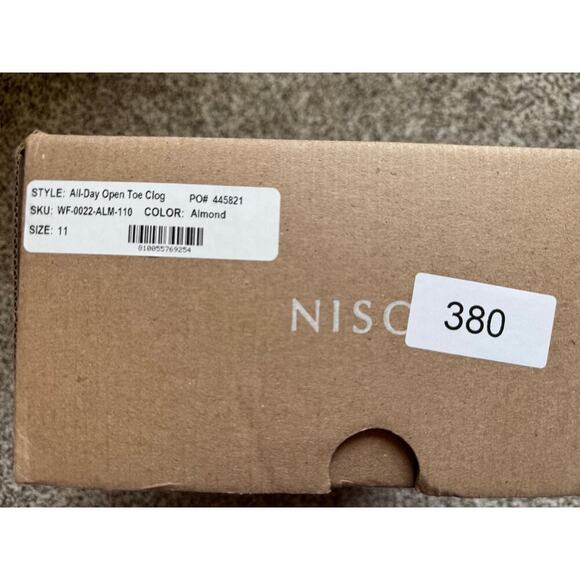 STYLE: All-Day Open Toe Clog PO# 445821
SKU: WF-0022-ALM-110 COLOR: Almond
SIZE: 11
810055769254
NISO
380